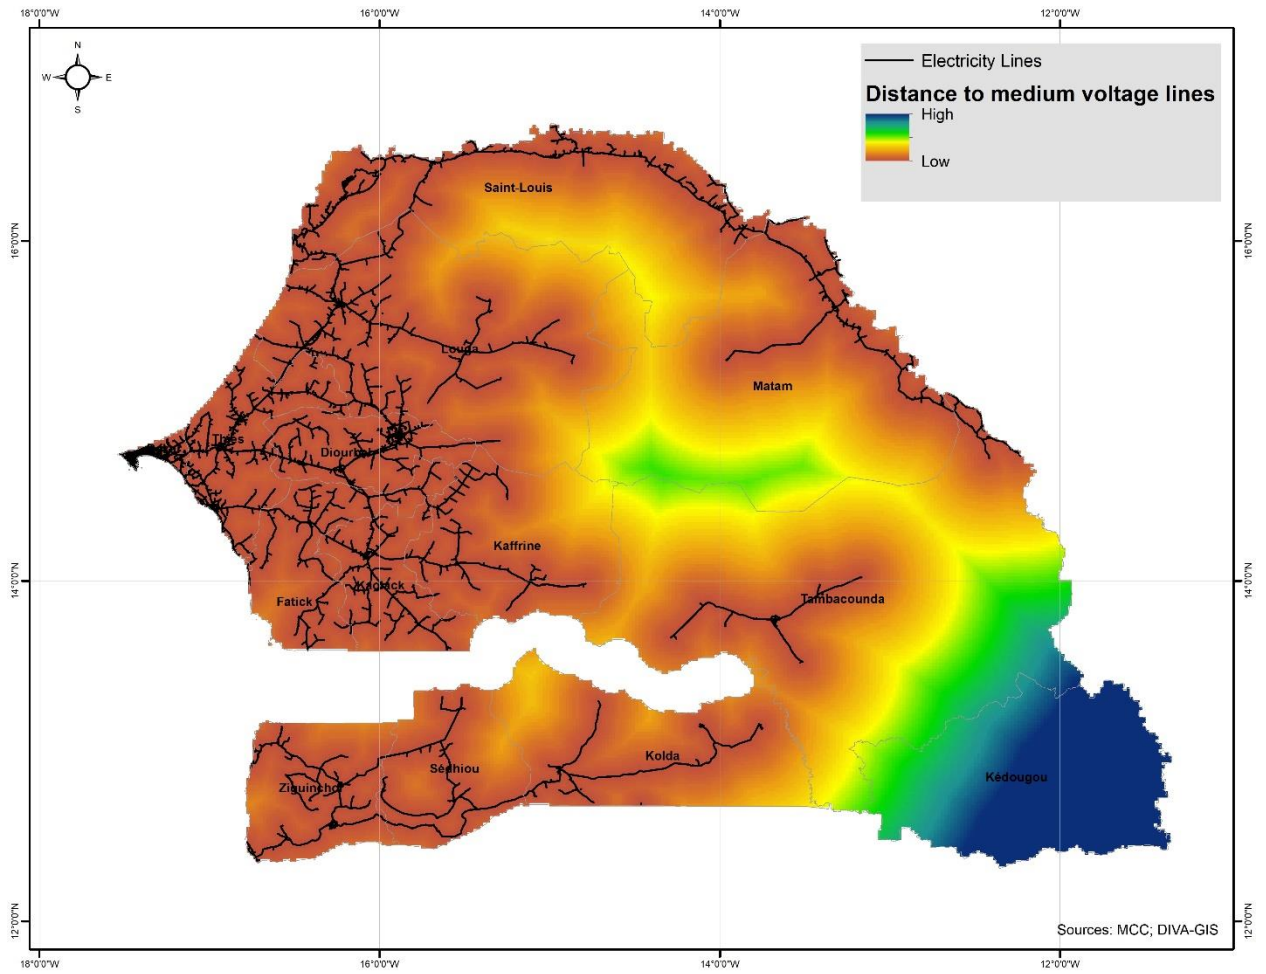 18°0'0"W
16°0'0"W
14°0'0"W
12°0'0"W
N
W
E
S
Electricity Lines
Distance to medium voltage lines
High
Low
16°0'0"N
16°0'0"N
Saint-Louis
Louga
Matam
Thiès
Diourbel
Kaffrine
14°0'0"N
14°0'0"N
Kaolack
Fatick
Tambacounda
Kolda
Sédhiou
Ziguinchor
Kédougou
12°0'0"N
12°0'0"N
Sources: MCC; DIVA-GIS
18°0'0"W
16°0'0"W
14°0'0"W
12°0'0"W